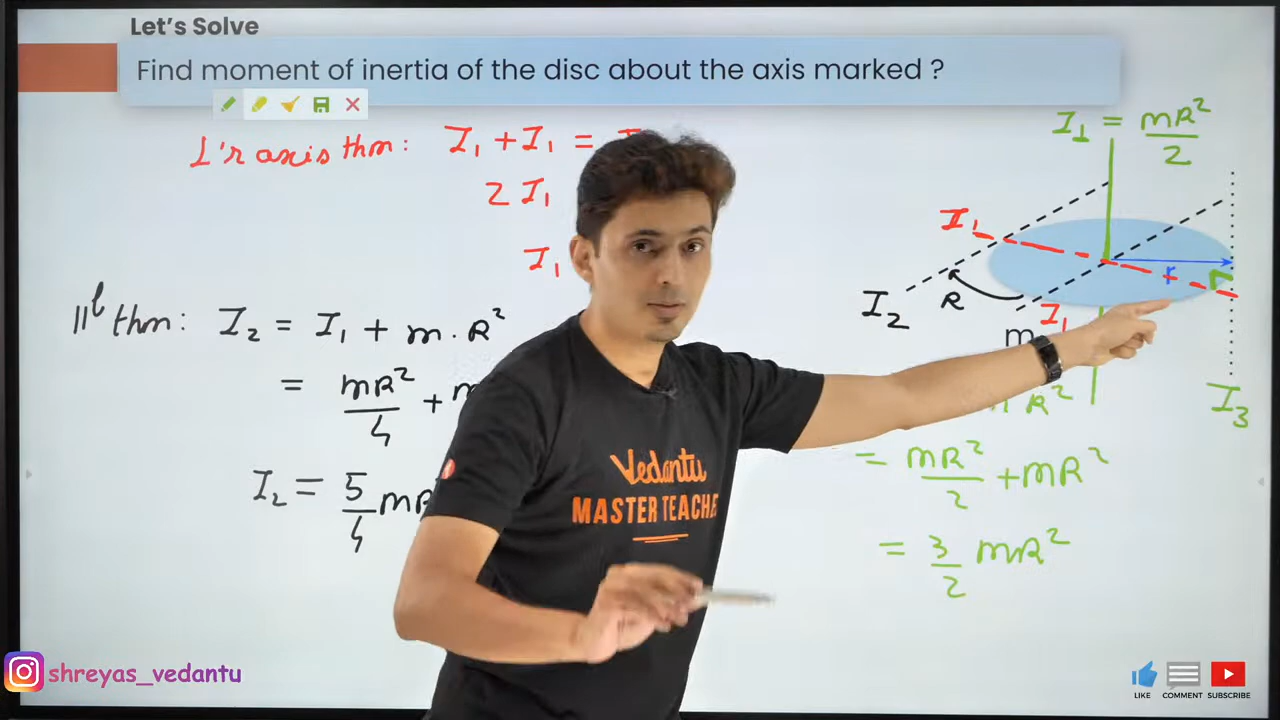 Let's Solve
Find moment of inertia of the disc about the axis marked ?
⊥'r axis thm: I₁ + I₁ =
2 I₁
I₁
||ˡ thm: I₂ = I₁ + m·R²
= mR²/4 +
I₂ = 5/4 mR
I⊥ = mR²/2
I₁
r
R
I₂
I₁
m
I₃
R²
= mR²/2 + mR²
= 3/2 mR²
Vedantu
MASTER TEACHE
shreyas_vedantu
LIKE COMMENT SUBSCRIBE